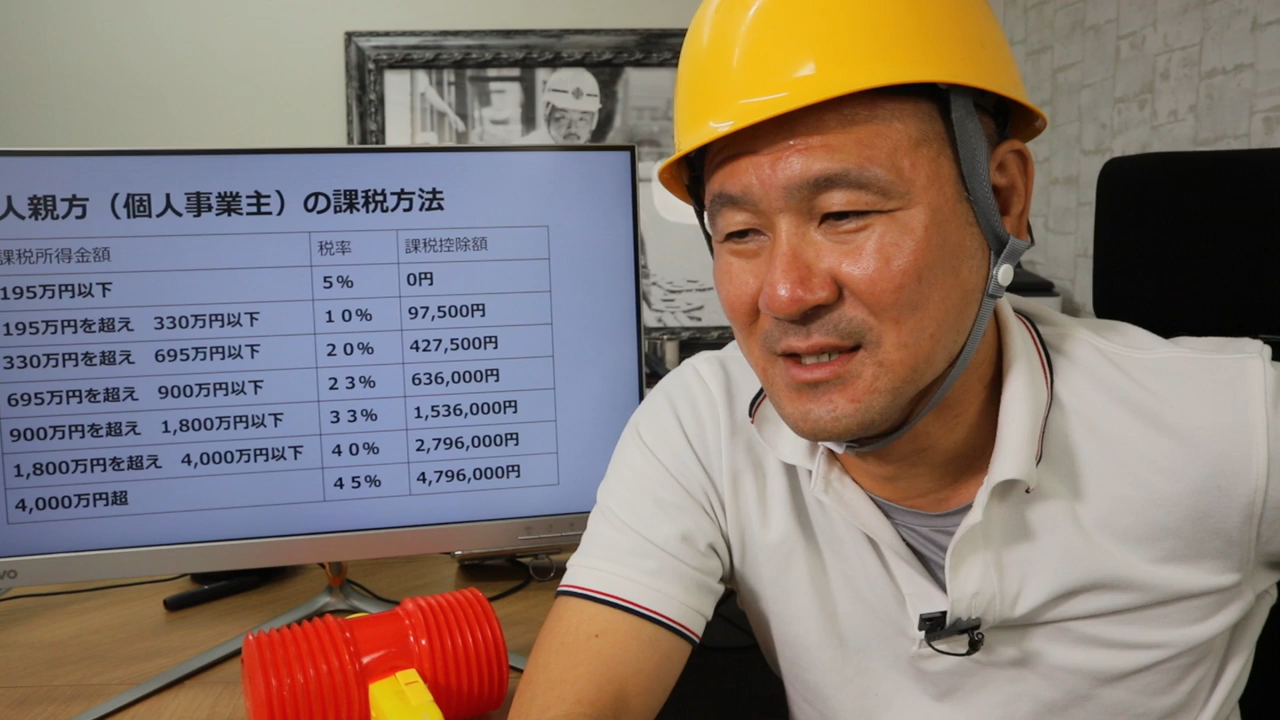 人親方（個人事業主）の課税方法
課税所得金額 税率 課税控除額
195万円以下 5% 0円
195万円を超え 330万円以下 10% 97,500円
330万円を超え 695万円以下 20% 427,500円
695万円を超え 900万円以下 23% 636,000円
900万円を超え 1,800万円以下 33% 1,536,000円
1,800万円を超え 4,000万円以下 40% 2,796,000円
4,000万円超 45% 4,796,000円